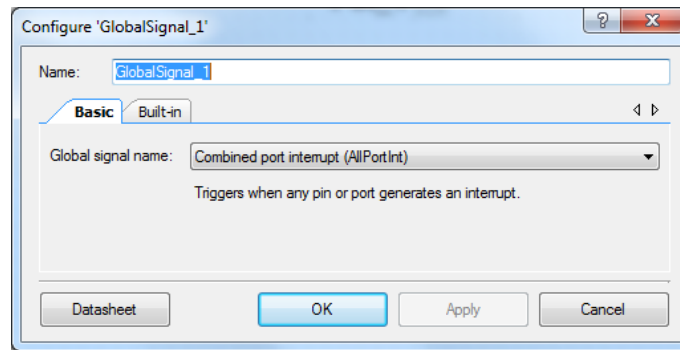 Configure 'GlobalSignal_1'
Name: GlobalSignal_1
Basic Built-in
Global signal name: Combined port interrupt (AllPortInt)
Triggers when any pin or port generates an interrupt.
Datasheet OK Apply Cancel